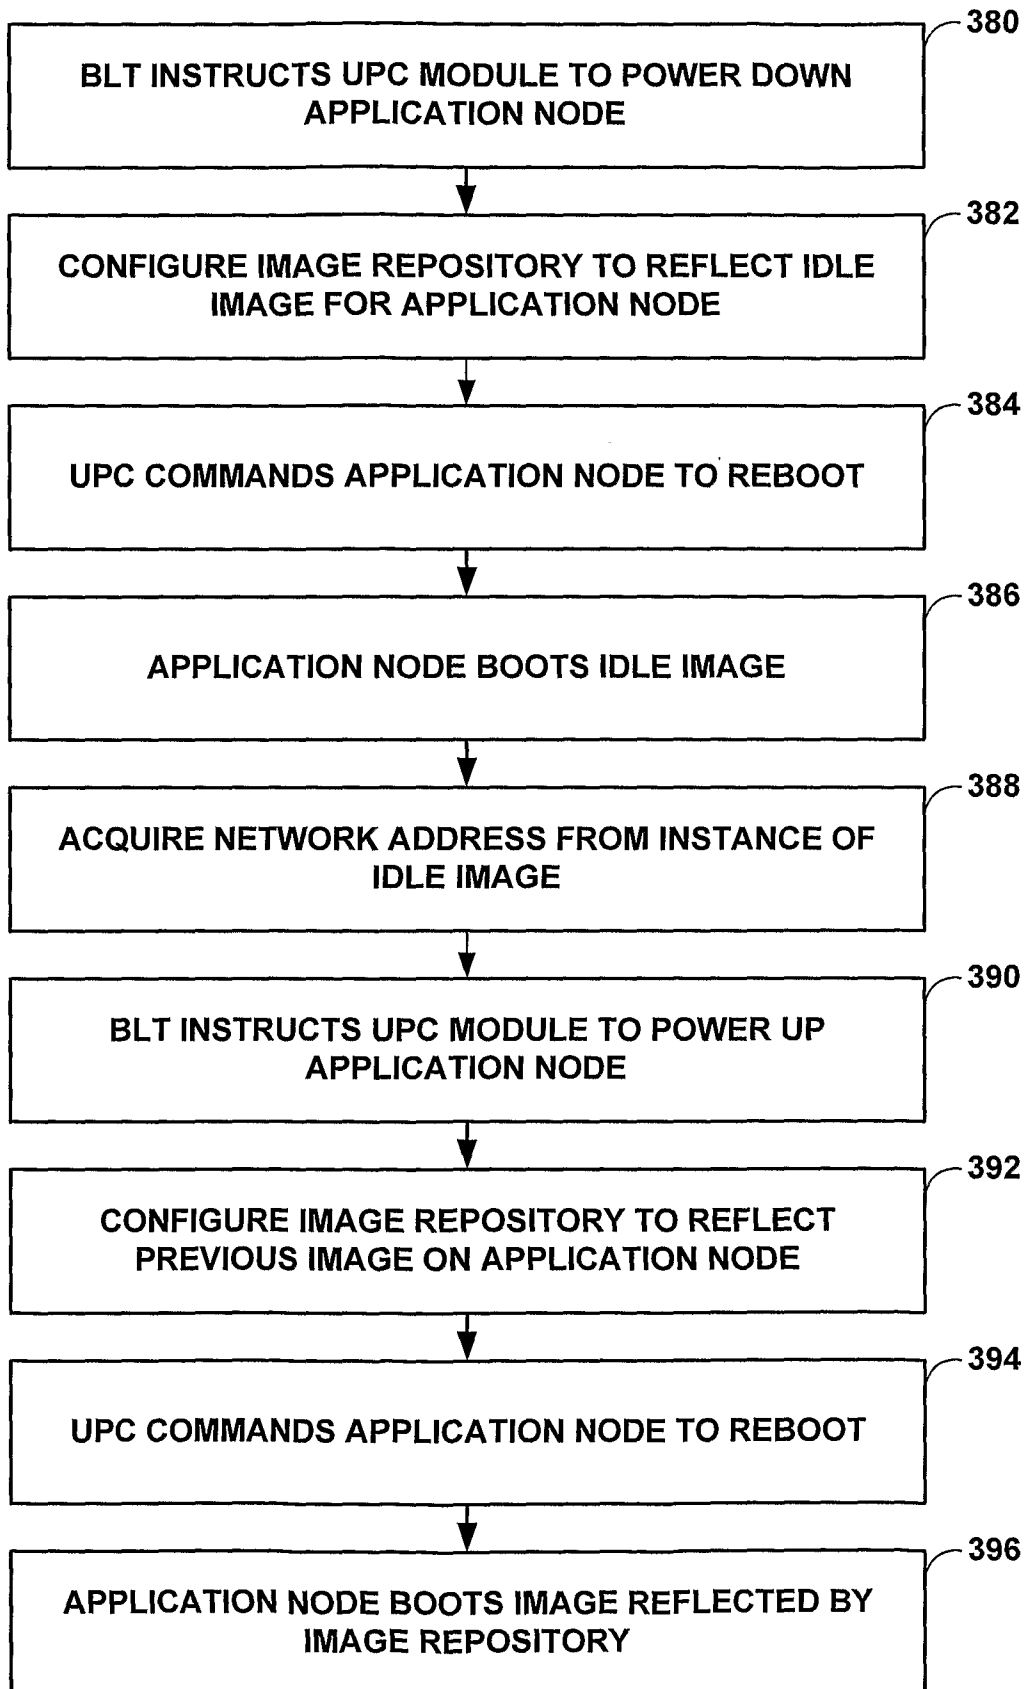 380
BLT INSTRUCTS UPC MODULE TO POWER DOWN
APPLICATION NODE
382
CONFIGURE IMAGE REPOSITORY TO REFLECT IDLE
IMAGE FOR APPLICATION NODE
384
UPC COMMANDS APPLICATION NODE TO REBOOT
386
APPLICATION NODE BOOTS IDLE IMAGE
388
ACQUIRE NETWORK ADDRESS FROM INSTANCE OF
IDLE IMAGE
390
BLT INSTRUCTS UPC MODULE TO POWER UP
APPLICATION NODE
392
CONFIGURE IMAGE REPOSITORY TO REFLECT
PREVIOUS IMAGE ON APPLICATION NODE
394
UPC COMMANDS APPLICATION NODE TO REBOOT
396
APPLICATION NODE BOOTS IMAGE REFLECTED BY
IMAGE REPOSITORY